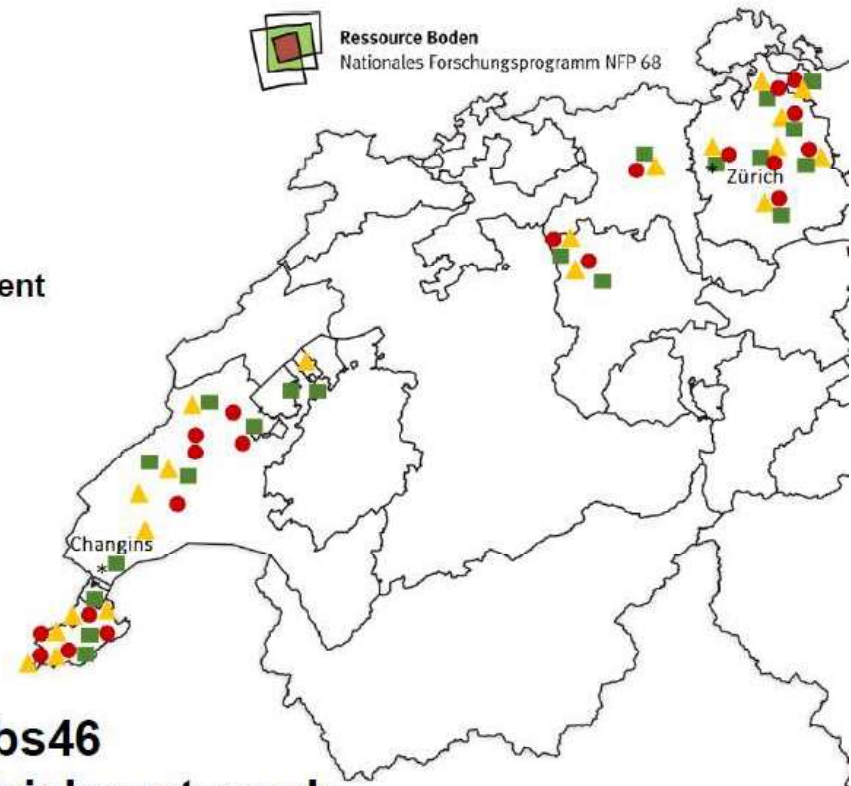 Ressource Boden
Nationales Forschungsprogramm NFP 68
Zürich
ent
Changins
*
bs46